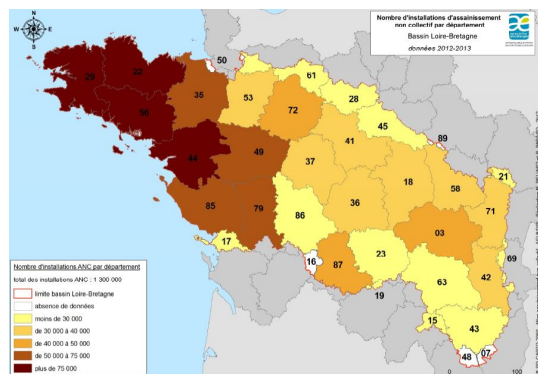 Nombre d'installations d'assainissement
non collectif par département
Bassin Loire-Bretagne
données 2012-2013
N
W
E
S
50
29
22
35
53
61
28
56
72
45
41
89
44
49
37
18
58
21
85
79
86
36
71
03
17
16
87
23
69
63
42
19
15
43
48
07
Nombre d'installations ANC par département
total des installations ANC : 1 300 000
limite bassin Loire-Bretagne
absence de données
moins de 30 000
de 30 000 à 40 000
de 40 000 à 50 000
de 50 000 à 75 000
plus de 75 000
0
100